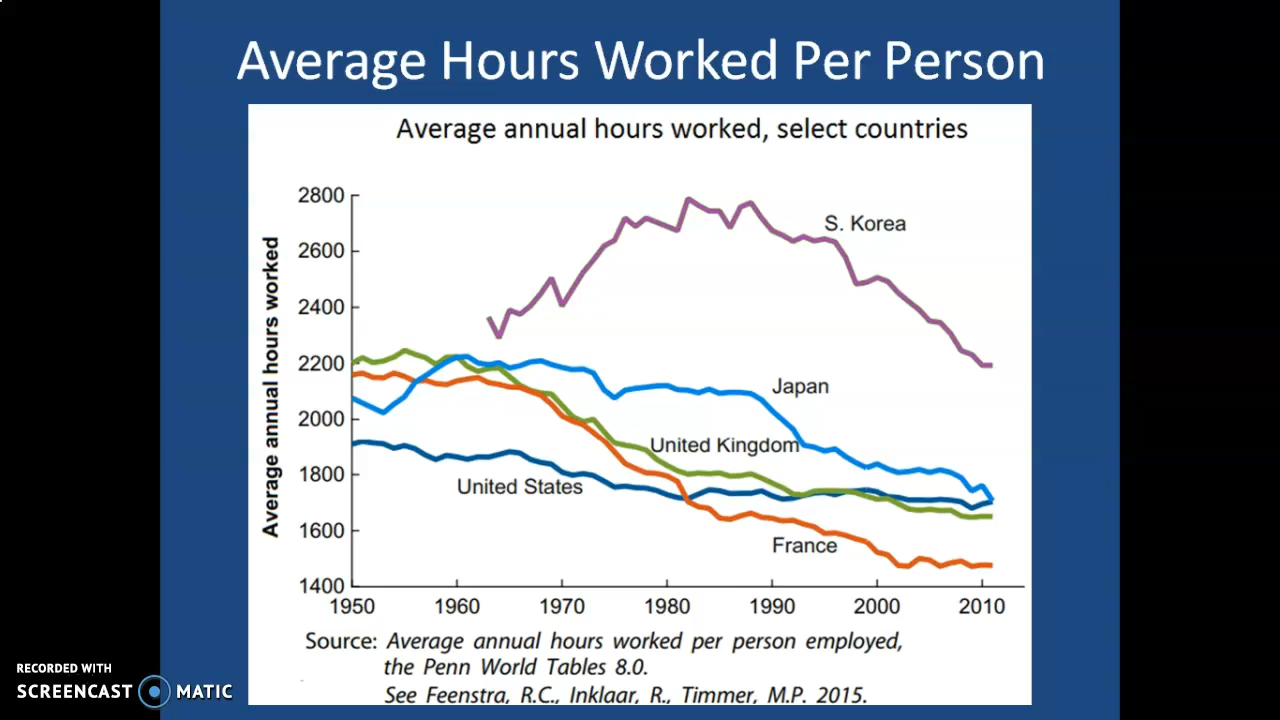 Average Hours Worked Per Person
Average annual hours worked, select countries
Average annual hours worked
2800
2600
2400
2200
2000
1800
1600
1400
S. Korea
Japan
United Kingdom
United States
France
1950 1960 1970 1980 1990 2000 2010
Source: Average annual hours worked per person employed,
the Penn World Tables 8.0.
See Feenstra, R.C., Inklaar, R., Timmer, M.P. 2015.
RECORDED WITH
SCREENCAST MATIC